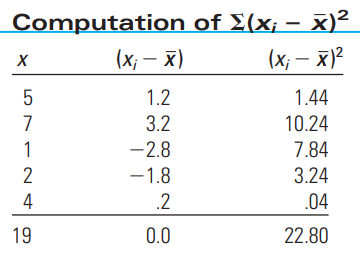 Computation of Σ(xᵢ − x̄)²
x (xᵢ − x̄) (xᵢ − x̄)²
5 1.2 1.44
7 3.2 10.24
1 −2.8 7.84
2 −1.8 3.24
4 .2 .04
19 0.0 22.80